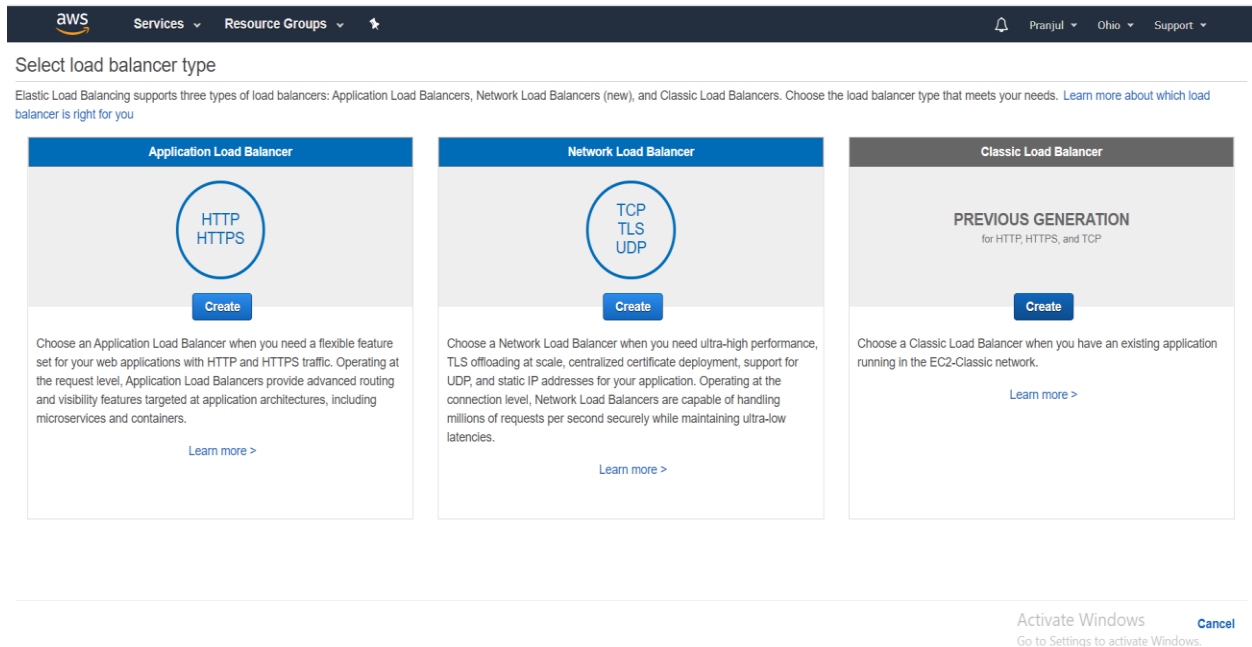 aws Services Resource Groups Pranjul Ohio Support
Select load balancer type
Elastic Load Balancing supports three types of load balancers: Application Load Balancers, Network Load Balancers (new), and Classic Load Balancers. Choose the load balancer type that meets your needs. Learn more about which load
balancer is right for you
Application Load Balancer
HTTP
HTTPS
Create
Choose an Application Load Balancer when you need a flexible feature
set for your web applications with HTTP and HTTPS traffic. Operating at
the request level, Application Load Balancers provide advanced routing
and visibility features targeted at application architectures, including
microservices and containers.
Learn more >
Network Load Balancer
TCP
TLS
UDP
Create
Choose a Network Load Balancer when you need ultra-high performance,
TLS offloading at scale, centralized certificate deployment, support for
UDP, and static IP addresses for your application. Operating at the
connection level, Network Load Balancers are capable of handling
millions of requests per second securely while maintaining ultra-low
latencies.
Learn more >
Classic Load Balancer
PREVIOUS GENERATION
for HTTP, HTTPS, and TCP
Create
Choose a Classic Load Balancer when you have an existing application
running in the EC2-Classic network.
Learn more >
Activate Windows
Cancel
Go to Settings to activate Windows.